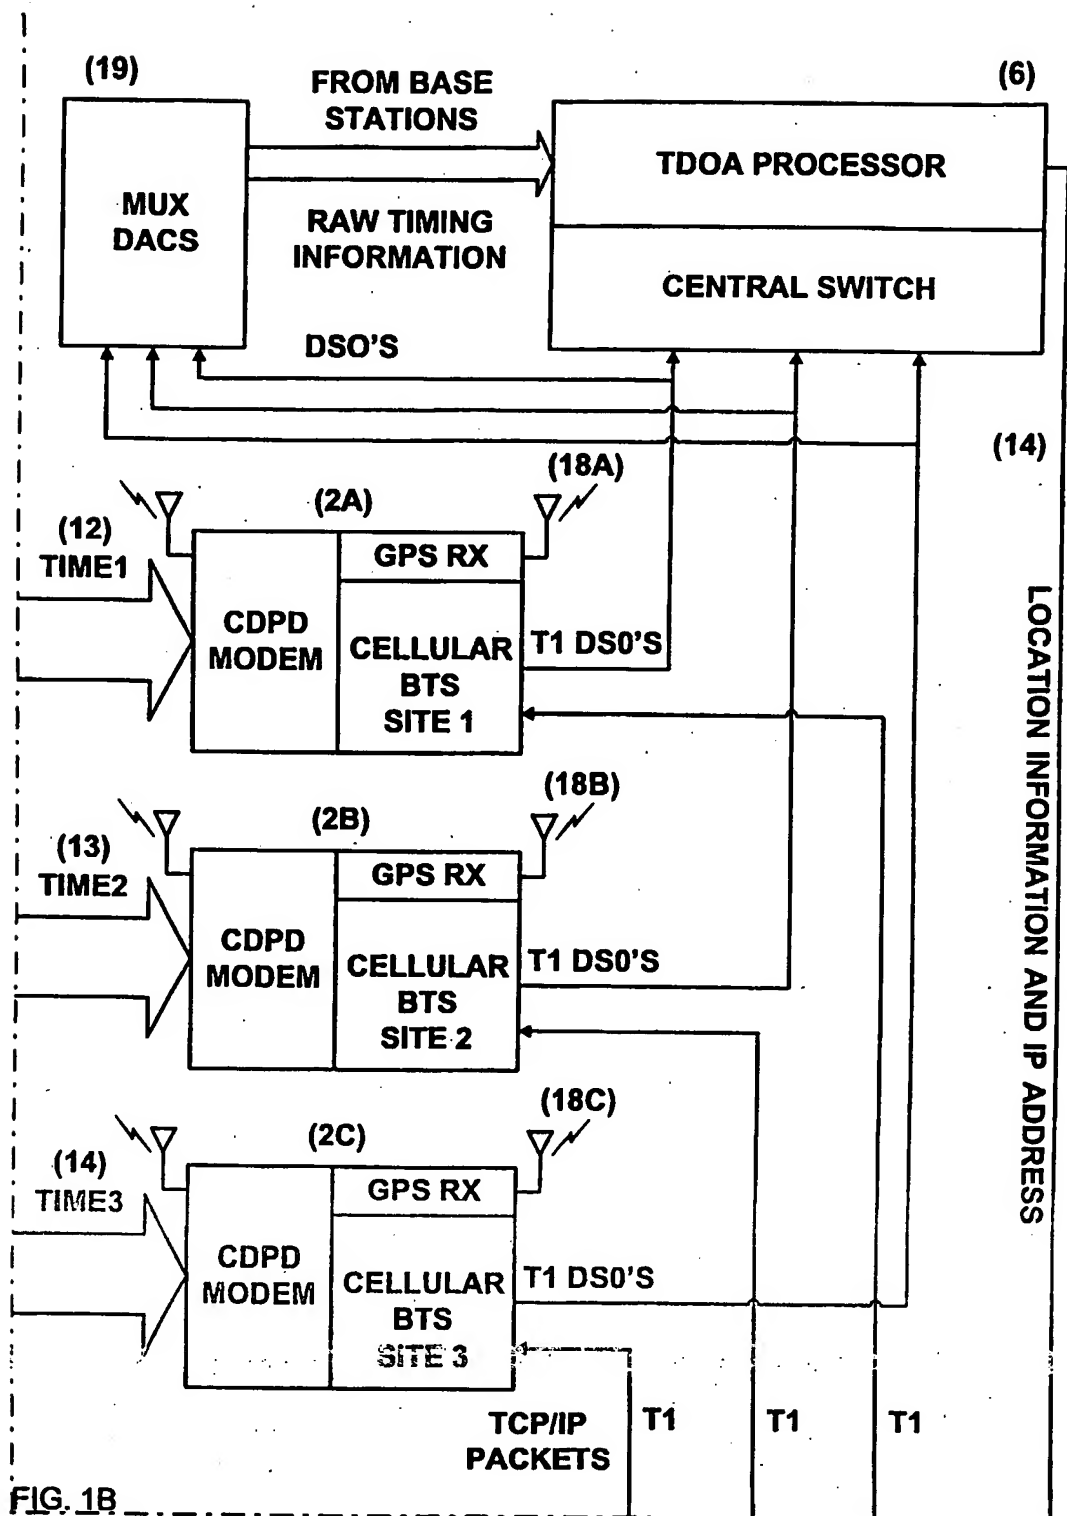 (19)
FROM BASE
STATIONS
(6)
MUX
DACS
TDOA PROCESSOR
RAW TIMING
INFORMATION
CENTRAL SWITCH
DSO'S
(14)
(18A)
(2A)
(12)
TIME1
GPS RX
CDPD
MODEM
CELLULAR
BTS
SITE 1
T1 DS0'S
LOCATION INFORMATION AND IP ADDRESS
(18B)
(2B)
(13)
TIME2
GPS RX
CDPD
MODEM
CELLULAR
BTS
SITE 2
T1 DS0'S
(18C)
(2C)
(14)
TIME3
GPS RX
CDPD
MODEM
CELLULAR
BTS
SITE 3
T1 DS0'S
TCP/IP
PACKETS
T1
T1
T1
FIG. 1B